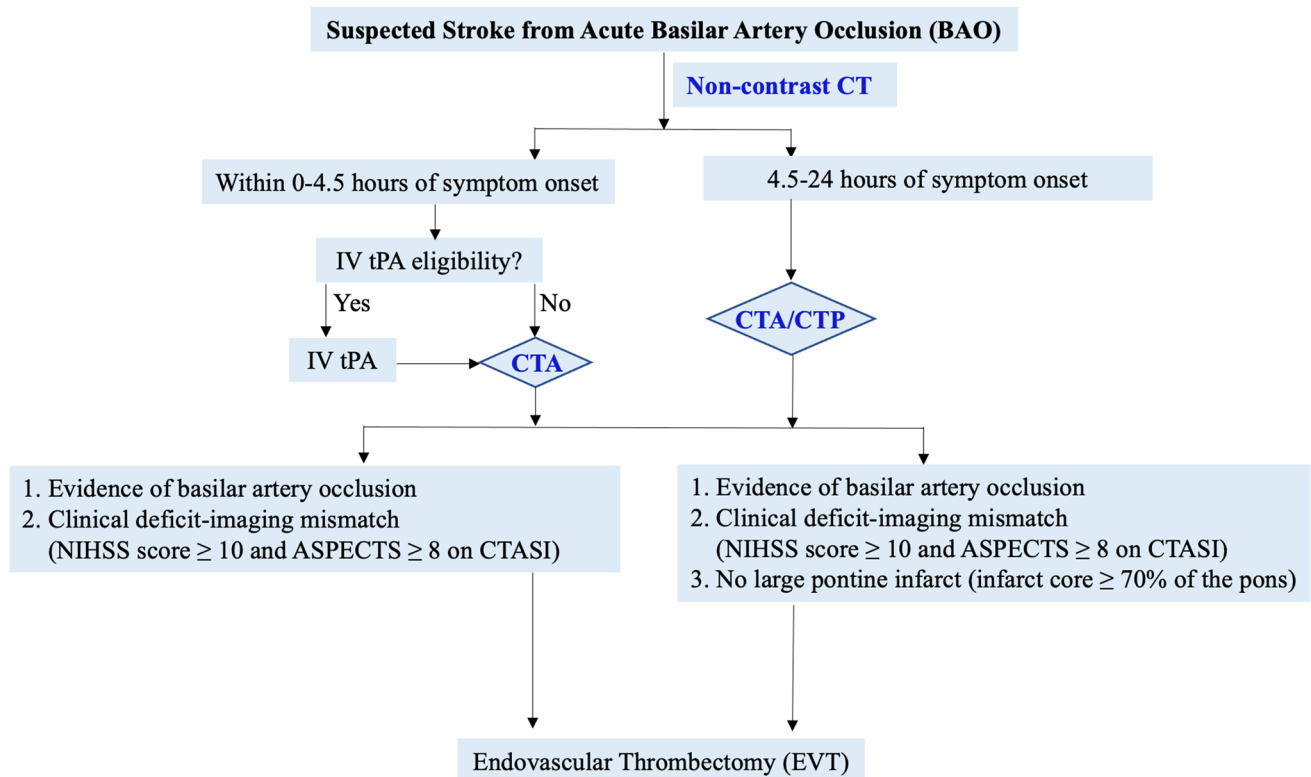 Suspected Stroke from Acute Basilar Artery Occlusion (BAO)
Non-contrast CT
Within 0-4.5 hours of symptom onset
4.5-24 hours of symptom onset
IV tPA eligibility?
Yes
No
IV tPA
CTA
CTA/CTP
1. Evidence of basilar artery occlusion
2. Clinical deficit-imaging mismatch
(NIHSS score ≥ 10 and ASPECTS ≥ 8 on CTASI)
1. Evidence of basilar artery occlusion
2. Clinical deficit-imaging mismatch
(NIHSS score ≥ 10 and ASPECTS ≥ 8 on CTASI)
3. No large pontine infarct (infarct core ≥ 70% of the pons)
Endovascular Thrombectomy (EVT)